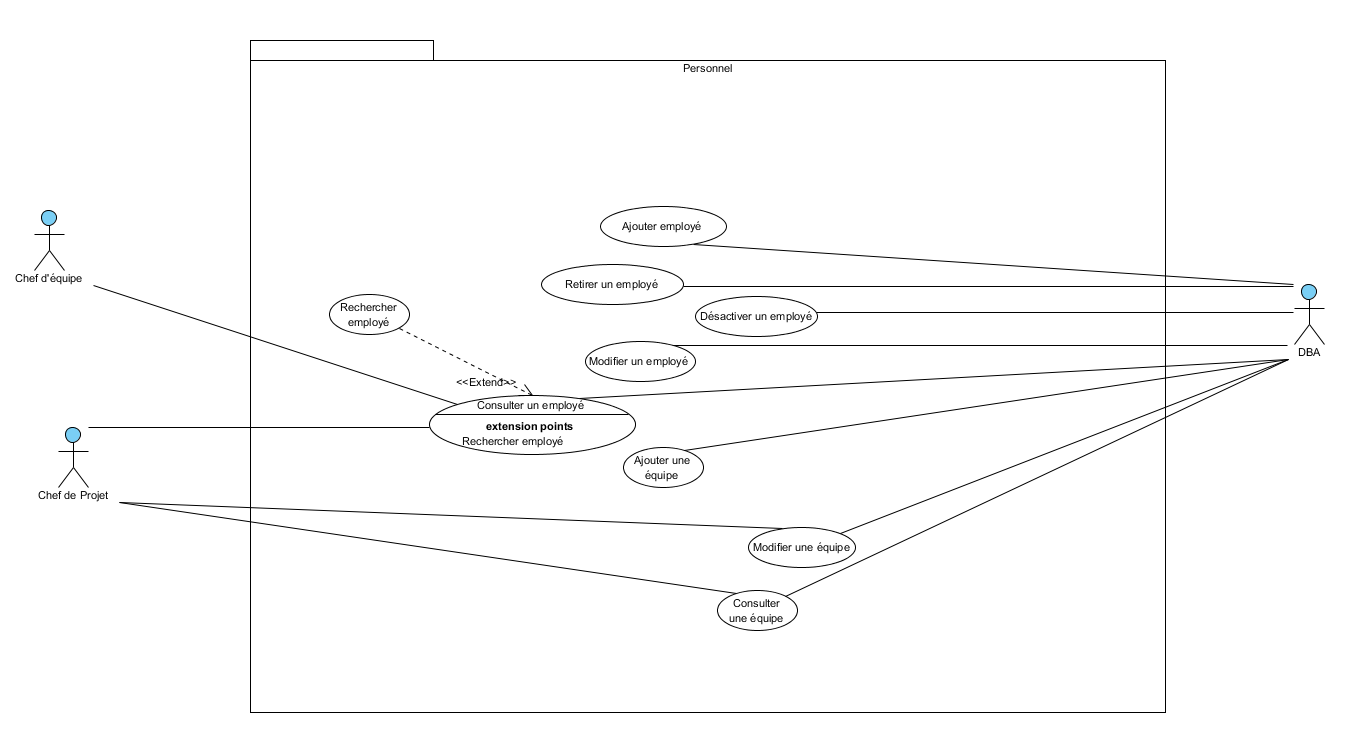 Personnel
Ajouter employé
Chef d'équipe
Retirer un employé
Rechercher
employé
Désactiver un employé
DBA
Modifier un employé
<<Extend>>
Consulter un employé
extension points
Rechercher employé
Ajouter une
équipe
Chef de Projet
Modifier une équipe
Consulter
une équipe